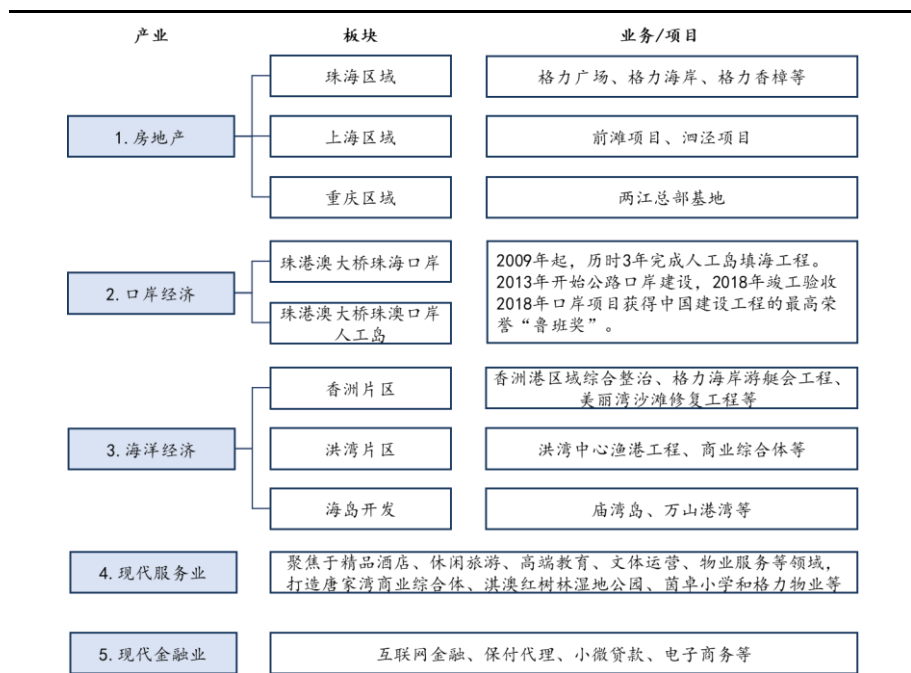 产业 板块 业务/项目
珠海区域 格力广场、格力海岸、格力香樟等
1.房地产 上海区域 前滩项目、泗泾项目
重庆区域 两江总部基地
珠港澳大桥珠海口岸
2.口岸经济
珠港澳大桥珠澳口岸
人工岛
2009年起，历时3年完成人工岛填海工程。
2013年开始公路口岸建设，2018年竣工验收
2018年口岸项目获得中国建设工程的最高荣
誉“鲁班奖”。
香洲片区
香洲港区域综合整治、格力海岸游艇会工程、
美丽湾沙滩修复工程等
3.海洋经济 洪湾片区 洪湾中心渔港工程、商业综合体等
海岛开发 庙湾岛、万山港湾等
4.现代服务业
聚焦于精品酒店、休闲旅游、高端教育、文体运营、物业服务等领域，
打造唐家湾商业综合体、淇澳红树林湿地公园、茵卓小学和格力物业等
5.现代金融业 互联网金融、保付代理、小微贷款、电子商务等